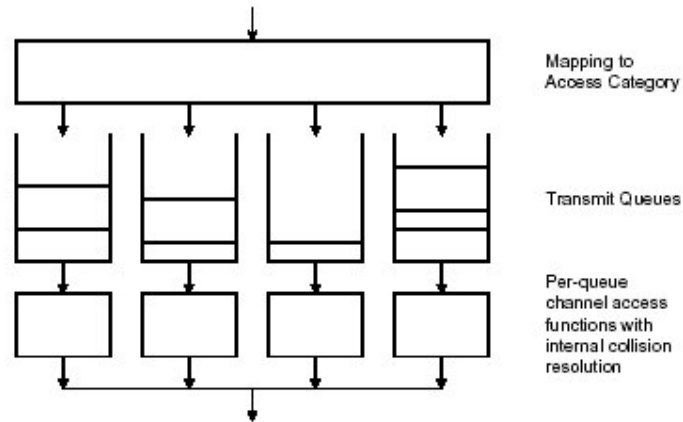 Mapping to
Access Category
Transmit Queues
Per-queue
channel access
functions with
internal collision
resolution